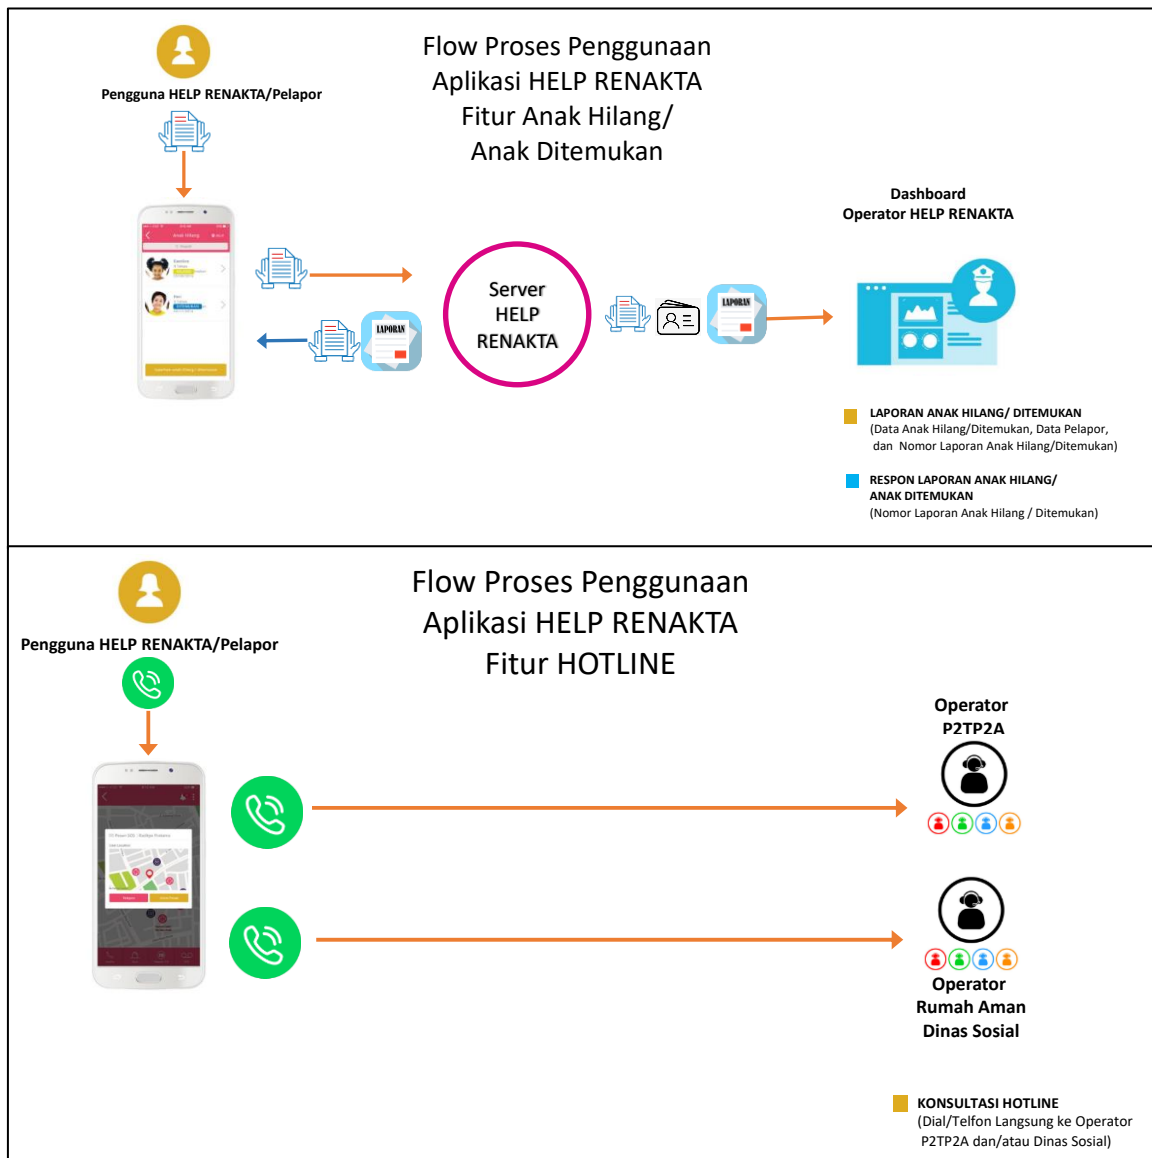 Flow Proses Penggunaan
Aplikasi HELP RENAKTA
Fitur Anak Hilang/
Anak Ditemukan
Pengguna HELP RENAKTA/Pelapor
Anak Hilang
Server
HELP
RENAKTA
LAPORAN
LAPORAN
Dashboard
Operator HELP RENAKTA
LAPORAN ANAK HILANG/ DITEMUKAN
(Data Anak Hilang/Ditemukan, Data Pelapor,
dan Nomor Laporan Anak Hilang/Ditemukan)
RESPON LAPORAN ANAK HILANG/
ANAK DITEMUKAN
(Nomor Laporan Anak Hilang / Ditemukan)
Flow Proses Penggunaan
Aplikasi HELP RENAKTA
Fitur HOTLINE
Pengguna HELP RENAKTA/Pelapor
Operator
P2TP2A
Operator
Rumah Aman
Dinas Sosial
KONSULTASI HOTLINE
(Dial/Telfon Langsung ke Operator
P2TP2A dan/atau Dinas Sosial)